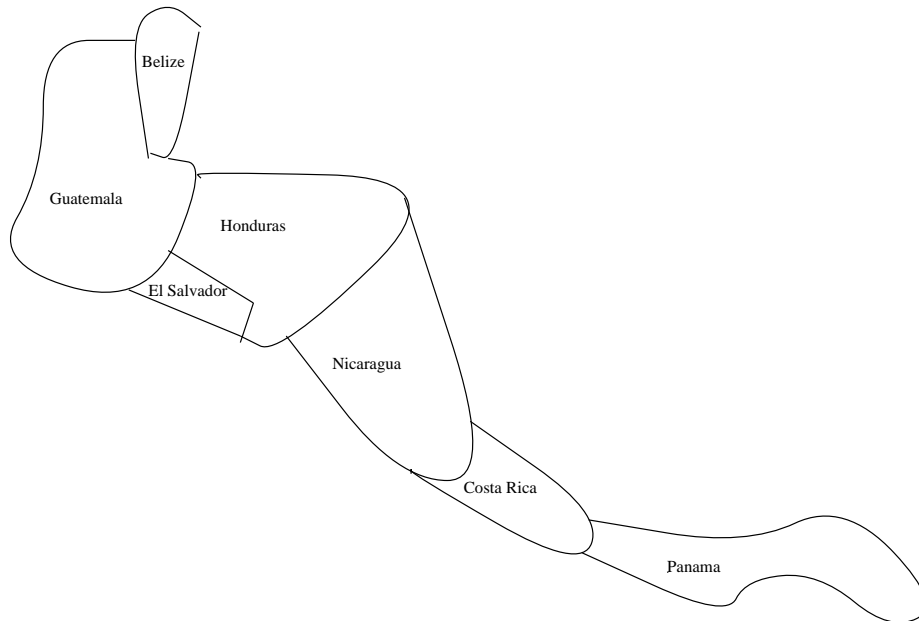 Belize
Guatemala
Honduras
El Salvador
Nicaragua
Costa Rica
Panama